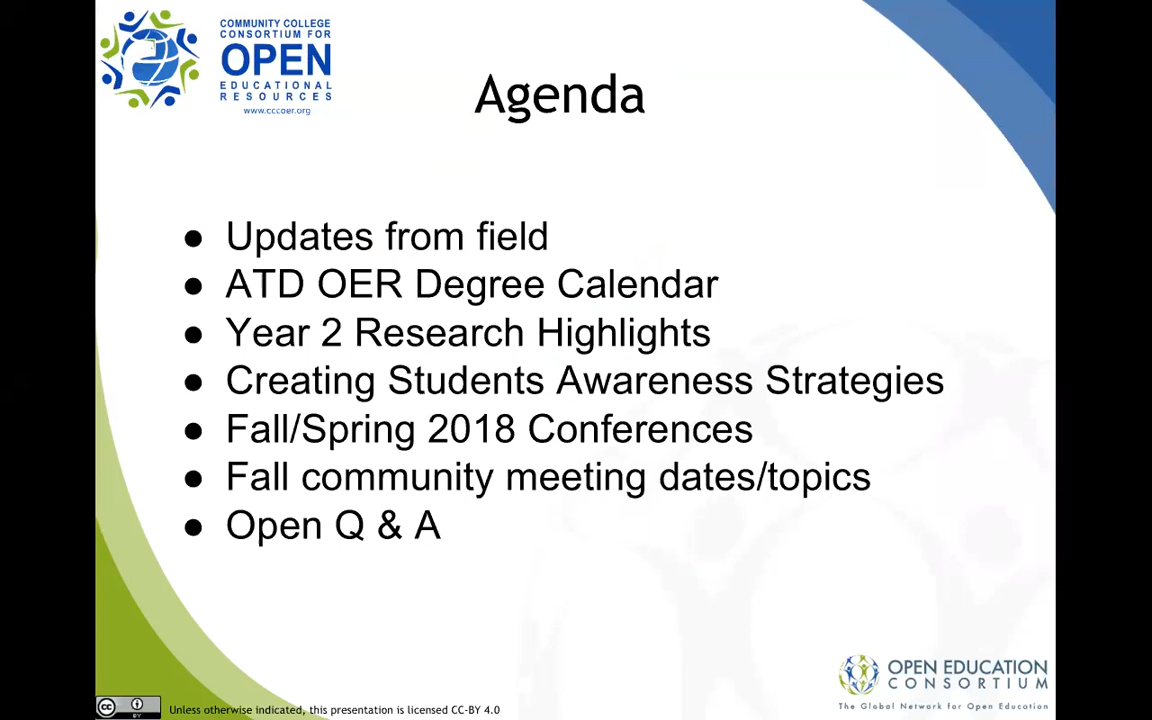 COMMUNITY COLLEGE
CONSORTIUM FOR
OPEN
EDUCATIONAL
RESOURCES
www.cccoer.org
Agenda
● Updates from field
● ATD OER Degree Calendar
● Year 2 Research Highlights
● Creating Students Awareness Strategies
● Fall/Spring 2018 Conferences
● Fall community meeting dates/topics
● Open Q & A
OPEN EDUCATION
CONSORTIUM
The Global Network for Open Education
cc BY
Unless otherwise indicated, this presentation is licensed CC-BY 4.0